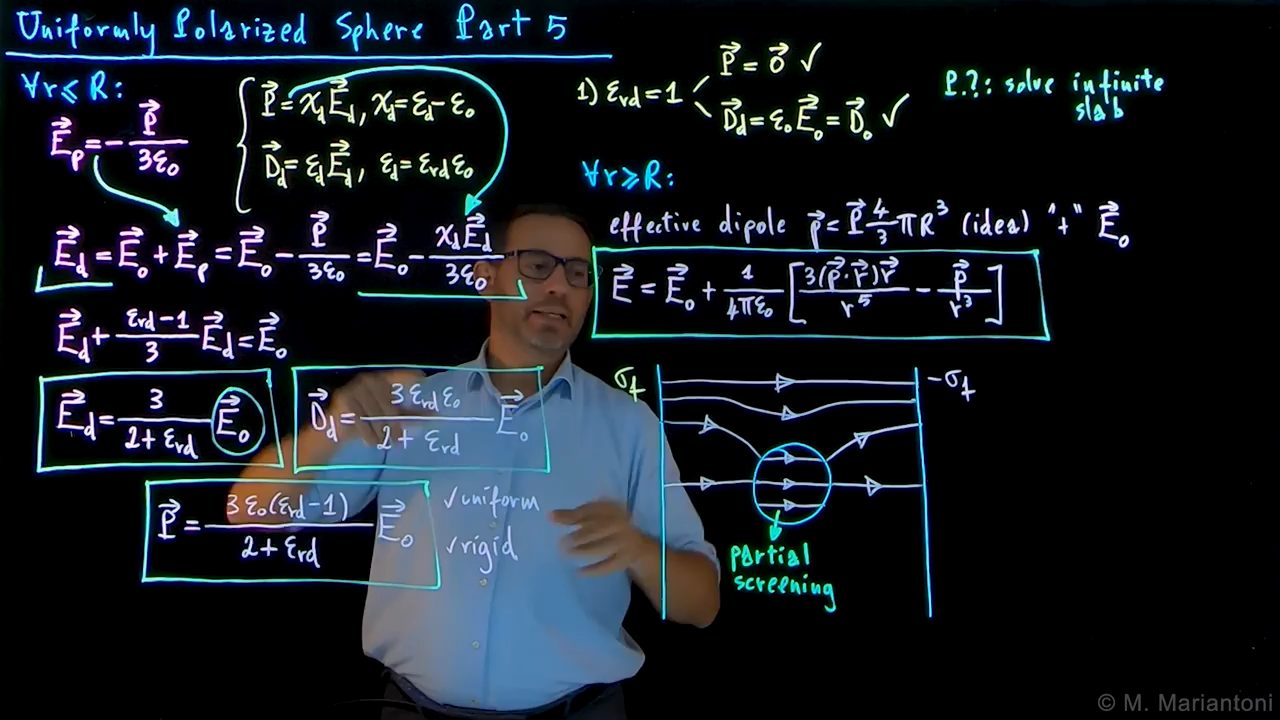 Uniformly Polarized Sphere Part 5
∀r⩽R:
E⃗p = - P⃗/3ε₀
P⃗ = χd E⃗d, χd = εd - ε₀
D⃗d = εd E⃗d, εd = εrd ε₀
E⃗d = E⃗₀ + E⃗p = E⃗₀ - P⃗/3ε₀ = E⃗₀ - χd E⃗d/3ε₀
E⃗d + (εrd-1)/3 E⃗d = E⃗₀
E⃗d = 3/(2+εrd) E⃗₀
D⃗d = 3εrd ε₀/(2+εrd) E⃗₀
P⃗ = 3ε₀(εrd-1)/(2+εrd) E⃗₀
✓uniform
✓rigid
1) εrd = 1
P⃗ = 0⃗ ✓
D⃗d = ε₀E⃗₀ = D⃗₀ ✓
P.?: solve infinite
slab
∀r⩾R:
effective dipole p⃗ = P⃗ 4/3 πR³ (idea) "+" E⃗₀
E⃗ = E⃗₀ + 1/4πε₀ [3(p⃗·r⃗)r⃗/r⁵ - p⃗/r³]
σf
-σf
partial
screening
© M. Mariantoni